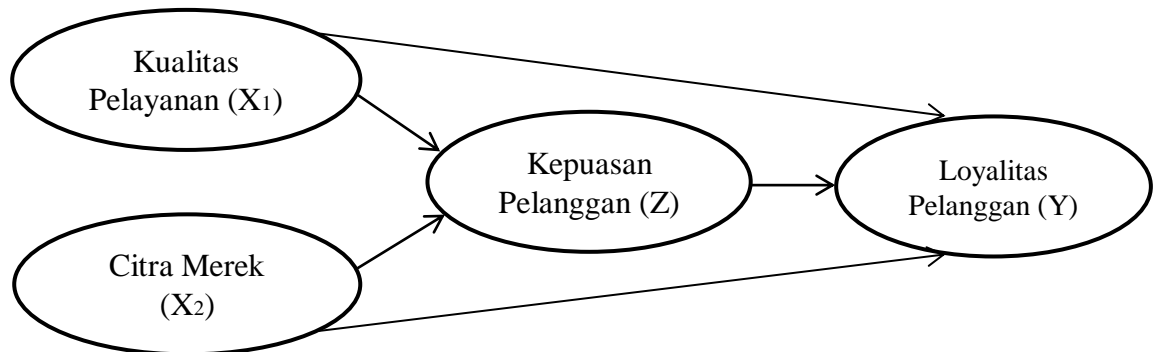 Kualitas
Pelayanan (X₁)
Kepuasan
Pelanggan (Z)
Loyalitas
Pelanggan (Y)
Citra Merek
(X₂)